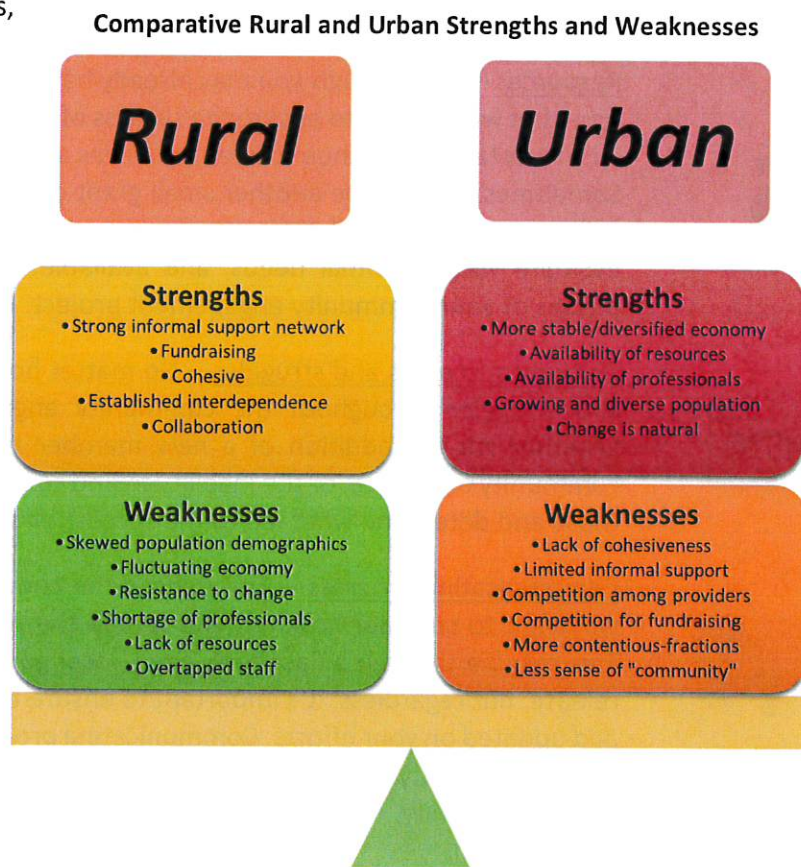 s,
Comparative Rural and Urban Strengths and Weaknesses
Rural
Urban
Strengths
•Strong informal support network
•Fundraising
•Cohesive
•Established interdependence
•Collaboration
Strengths
•More stable/diversified economy
•Availability of resources
•Availability of professionals
•Growing and diverse population
•Change is natural
Weaknesses
•Skewed population demographics
•Fluctuating economy
•Resistance to change
•Shortage of professionals
•Lack of resources
•Overtapped staff
Weaknesses
•Lack of cohesiveness
•Limited informal support
•Competition among providers
•Competition for fundraising
•More contentious-fractions
•Less sense of "community"